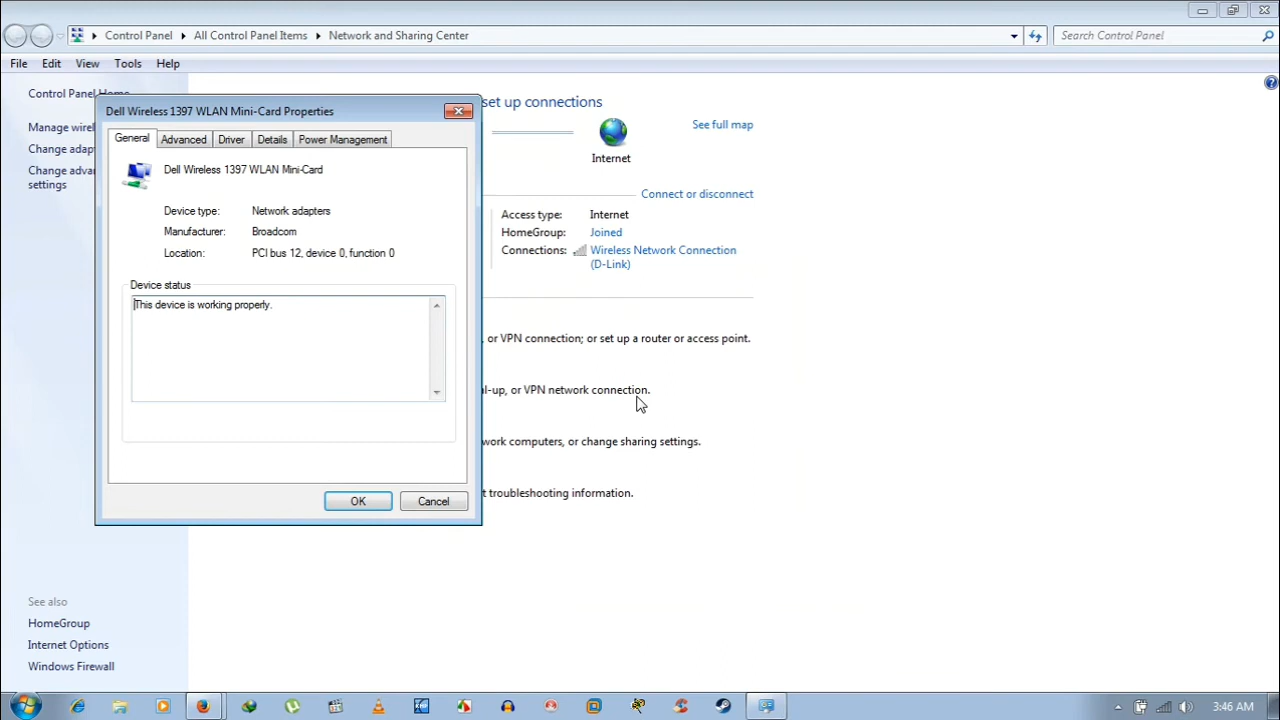 Control Panel
All Control Panel Items
Network and Sharing Center
Search Control Panel
File Edit View Tools Help
Control Panel Home
Manage wirel
Change adap
Change adva
settings
See also
HomeGroup
Internet Options
Windows Firewall
Dell Wireless 1397 WLAN Mini-Card Properties
General Advanced Driver Details Power Management
Dell Wireless 1397 WLAN Mini-Card
Device type: Network adapters
Manufacturer: Broadcom
Location: PCI bus 12, device 0, function 0
Device status
This device is working properly.
OK Cancel
set up connections
See full map
Internet
Connect or disconnect
Access type: Internet
HomeGroup: Joined
Connections: Wireless Network Connection
(D-Link)
, or VPN connection; or set up a router or access point.
al-up, or VPN network connection.
work computers, or change sharing settings.
t troubleshooting information.
3:46 AM